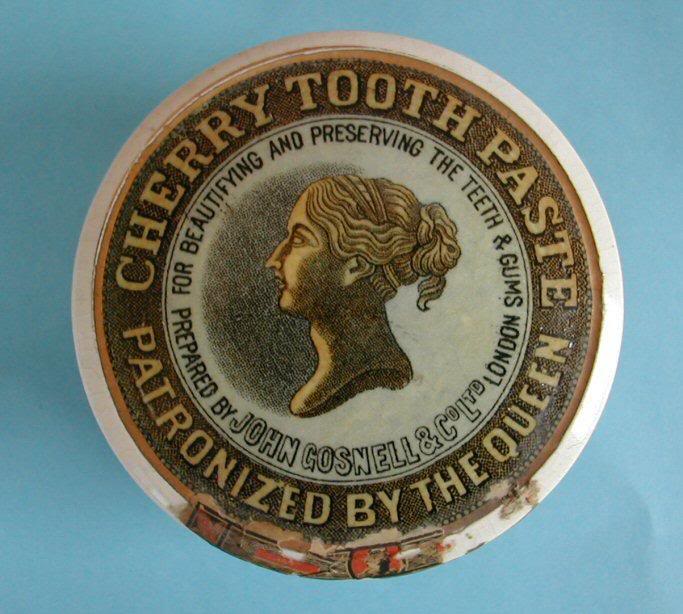 CHERRY TOOTH PASTE
PATRONIZED BY THE QUEEN
FOR BEAUTIFYING AND PRESERVING THE TEETH & GUMS
PREPARED BY JOHN GOSNELL & CO LTD LONDON